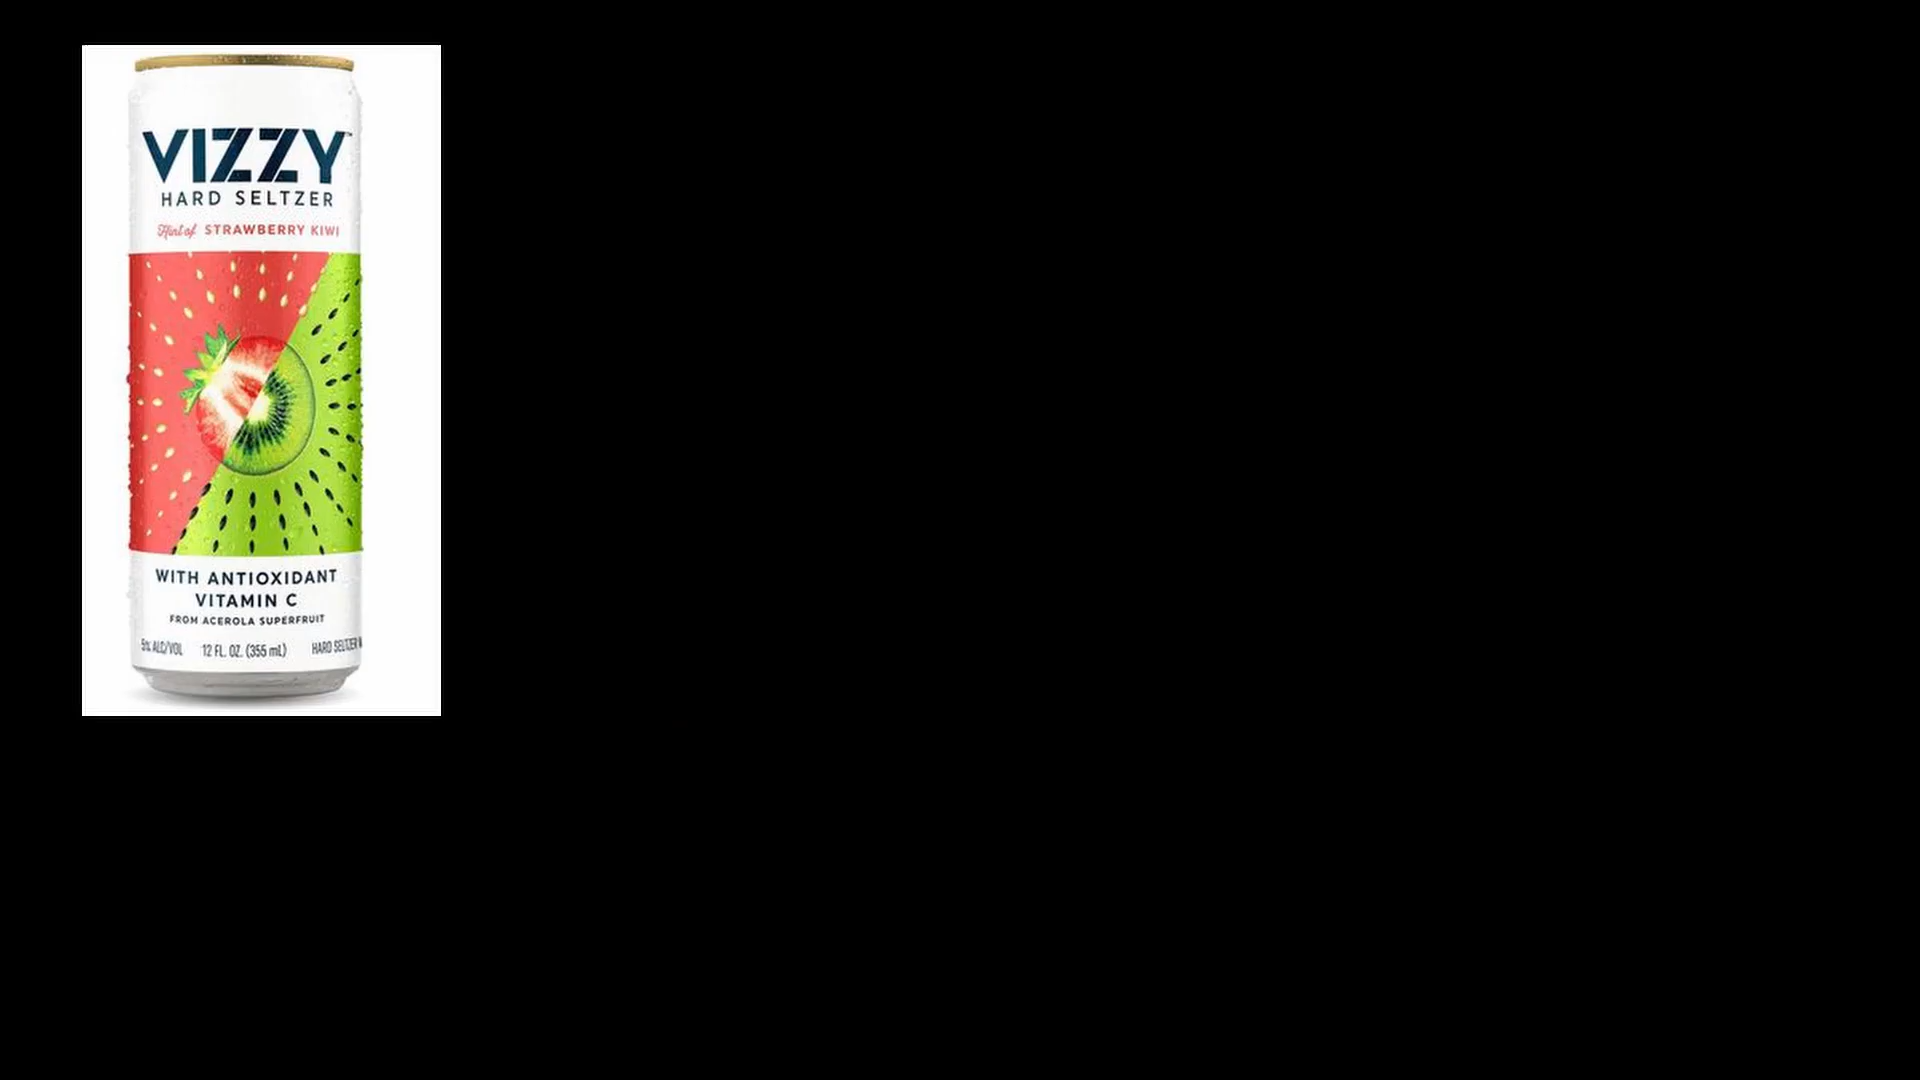 VIZZY™
HARD SELTZER
Hint of STRAWBERRY KIWI
WITH ANTIOXIDANT
VITAMIN C
FROM ACEROLA SUPERFRUIT
5% ALC/VOL 12 FL. OZ. (355 mL) HARD SELTZER